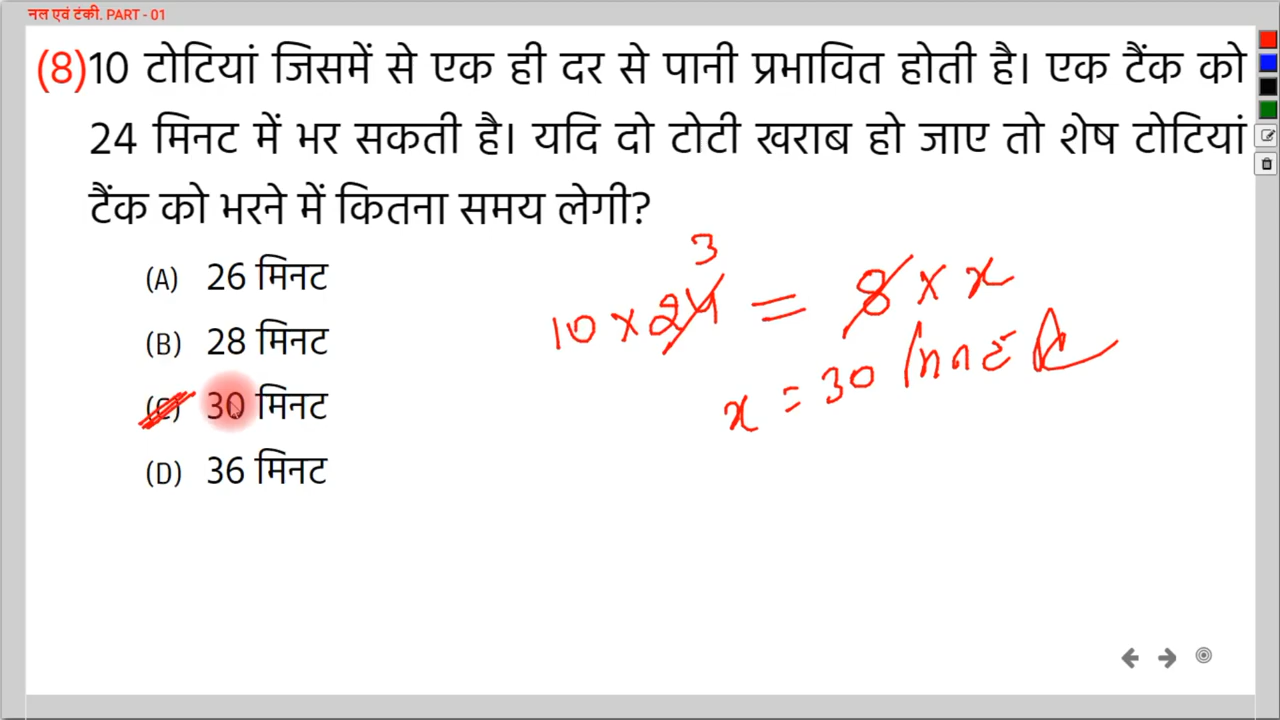 नल एवं टंकी. PART - 01
(8)10 टोटियां जिसमें से एक ही दर से पानी प्रभावित होती है। एक टैंक को
24 मिनट में भर सकती है। यदि दो टोटी खराब हो जाए तो शेष टोटियां
टैंक को भरने में कितना समय लेगी?
(A) 26 मिनट
(B) 28 मिनट
(C) 30 मिनट
(D) 36 मिनट
3
10 × 24 = 8 × x
x = 30 मिनट